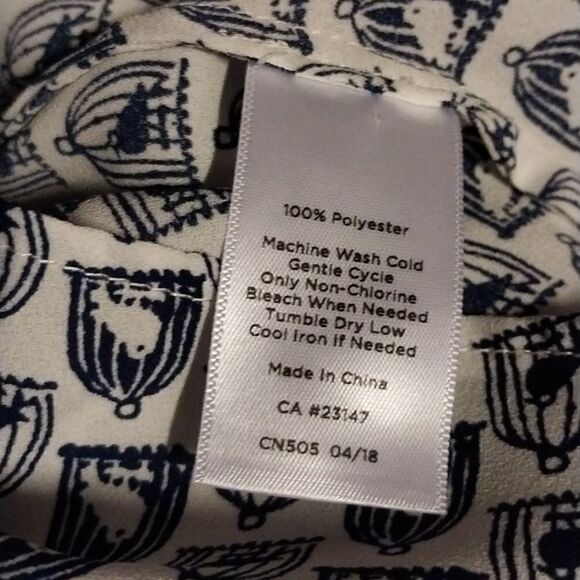 100% Polyester
Machine Wash Cold
Gentle Cycle
Only Non-Chlorine
Bleach When Needed
Tumble Dry Low
Cool Iron If Needed
Made In China
CA #23147
CN505 04/18